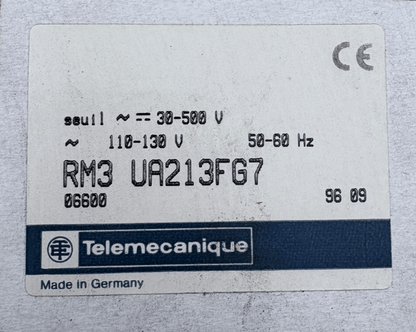 CE
seuil ~ ⎓ 30-500 V
~ 110-130 V 50-60 Hz
RM3 UA213FG7
06600 96 09
Telemecanique
Made in Germany